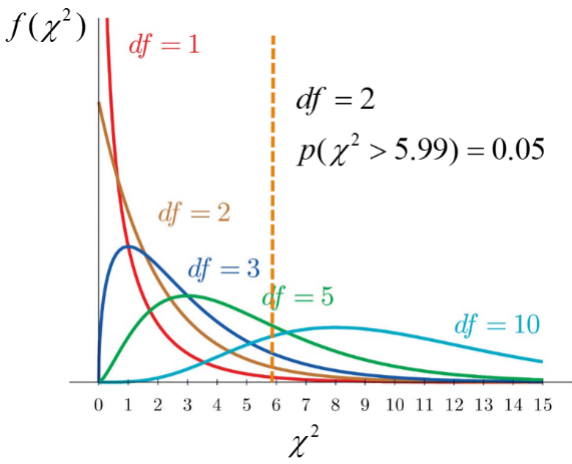 f(χ²)
df = 1
df = 2
p(χ² > 5.99) = 0.05
df = 2
df = 3
df = 5
df = 10
0 1 2 3 4 5 6 7 8 9 10 11 12 13 14 15
χ²